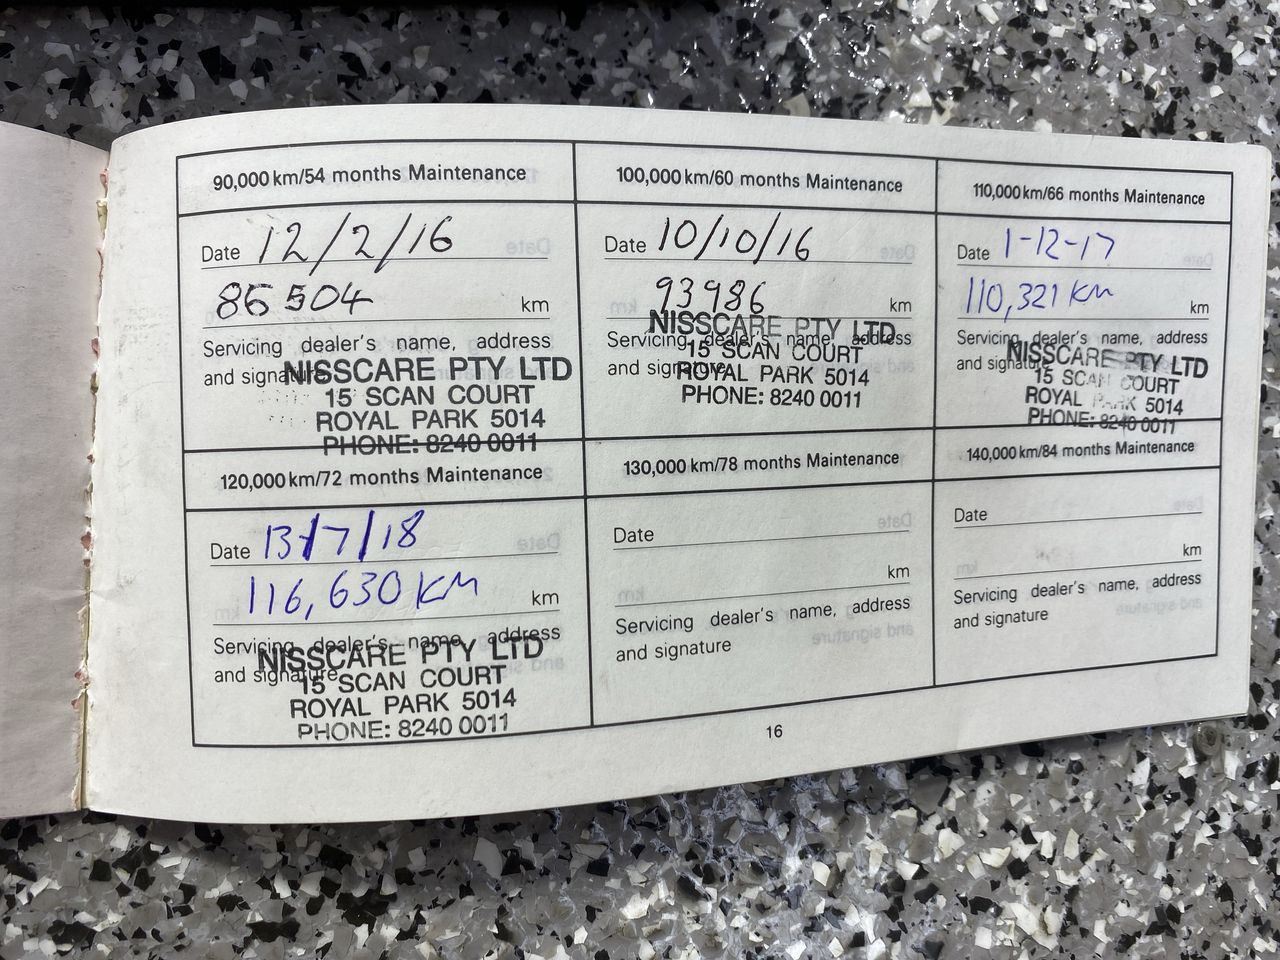 90,000 km/54 months Maintenance
Date 12/2/16
86504 km
Servicing dealer's name, address
and signature
NISSCARE PTY LTD
15 SCAN COURT
ROYAL PARK 5014
PHONE: 8240 0011
100,000 km/60 months Maintenance
Date 10/10/16
93986 km
Servicing dealer's name, address
and signature
NISSCARE PTY LTD
15 SCAN COURT
ROYAL PARK 5014
PHONE: 8240 0011
110,000 km/66 months Maintenance
Date 1-12-17
110,321 KM km
Servicing dealer's name, address
and signature
NISSCARE PTY LTD
15 SCAN COURT
ROYAL PARK 5014
PHONE: 8240 0011
120,000 km/72 months Maintenance
Date 13/7/18
116,630 KM km
Servicing dealer's name, address
and signature
NISSCARE PTY LTD
15 SCAN COURT
ROYAL PARK 5014
PHONE: 8240 0011
130,000 km/78 months Maintenance
Date
km
Servicing dealer's name, address
and signature
140,000 km/84 months Maintenance
Date
km
Servicing dealer's name, address
and signature
16